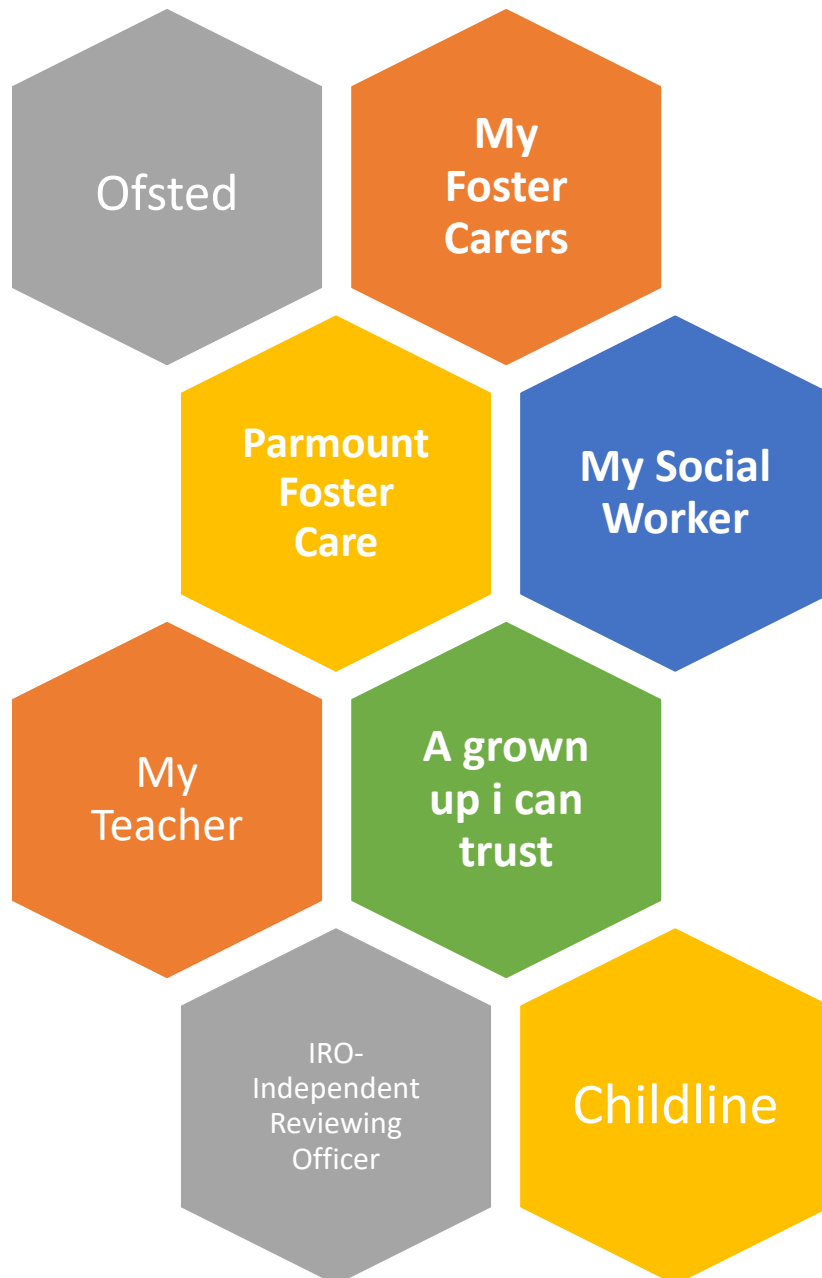 Ofsted
My
Foster
Carers
Parmount
Foster
Care
My Social
Worker
My
Teacher
A grown
up i can
trust
IRO-
Independent
Reviewing
Officer
Childline